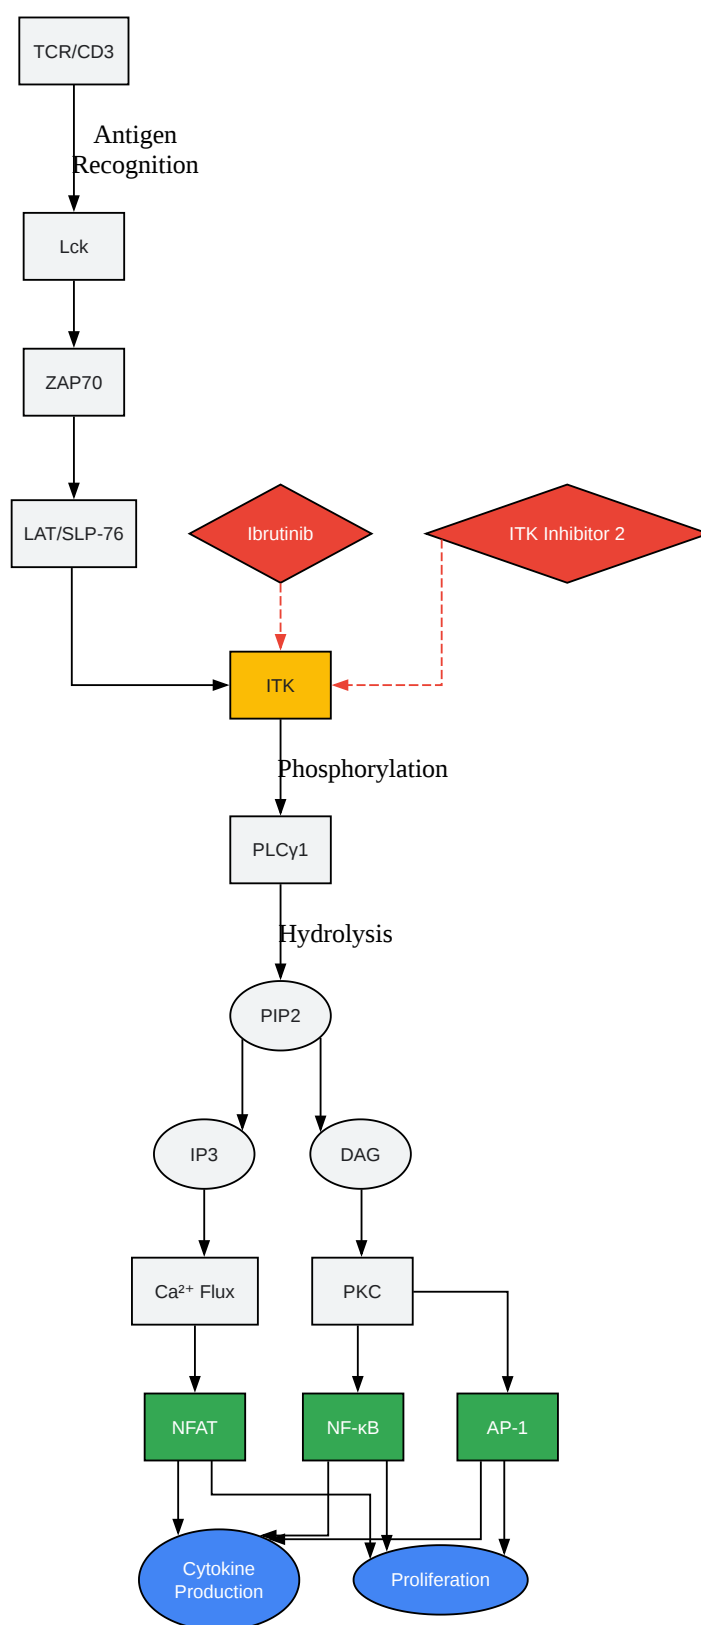 TCR/CD3
Antigen
Recognition
Lck
ZAP70
LAT/SLP-76
Ibrutinib
ITK Inhibitor 2
ITK
Phosphorylation
PLCγ1
Hydrolysis
PIP2
IP3
DAG
Ca²⁺ Flux
PKC
NFAT
NF-κB
AP-1
Cytokine
Production
Proliferation